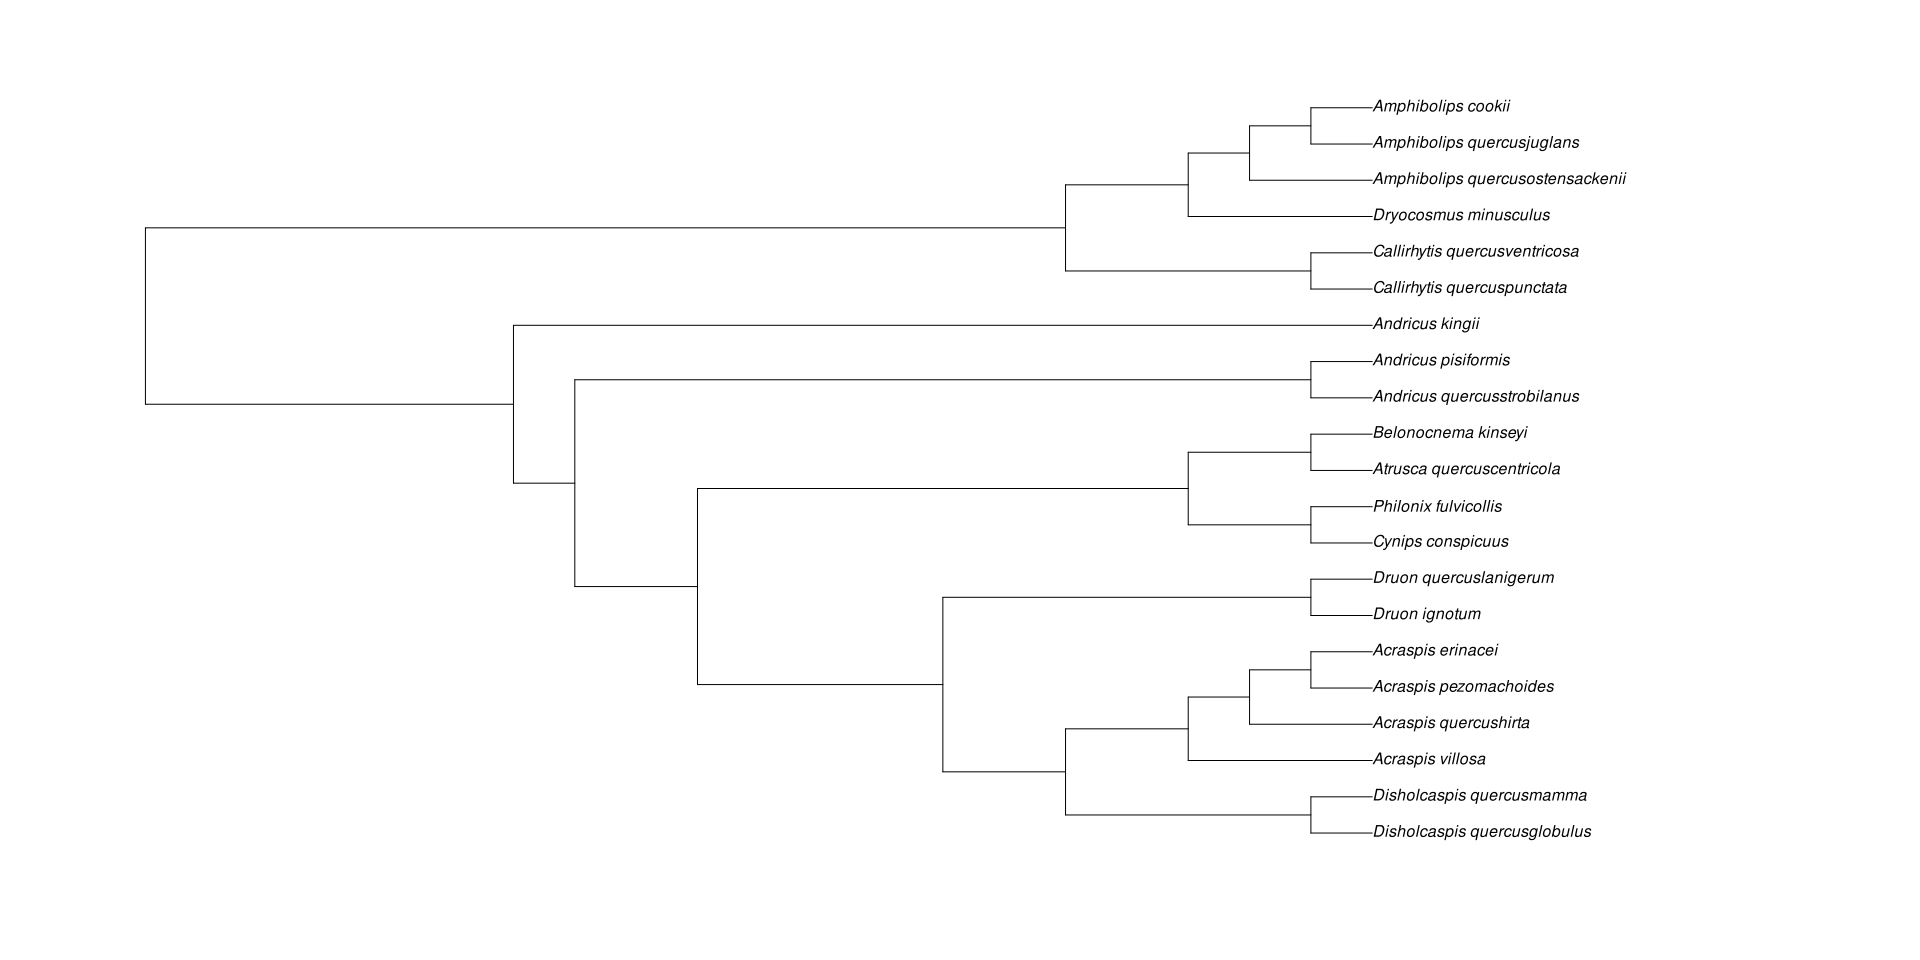 Amphibolips cookii
Amphibolips quercusjuglans
Amphibolips quercusostensackenii
Dryocosmus minusculus
Callirhytis quercusventricosa
Callirhytis quercuspunctata
Andricus kingii
Andricus pisiformis
Andricus quercusstrobilanus
Belonocnema kinseyi
Atrusca quercuscentricola
Philonix fulvicollis
Cynips conspicuus
Druon quercuslanigerum
Druon ignotum
Acraspis erinacei
Acraspis pezomachoides
Acraspis quercushirta
Acraspis villosa
Disholcaspis quercusmamma
Disholcaspis quercusglobulus